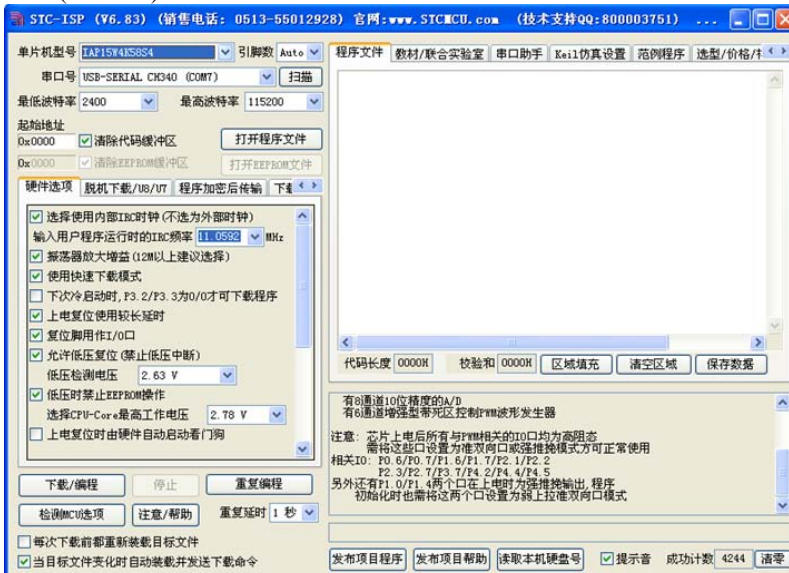 STC-ISP (V6.83) (销售电话: 0513-55012928) 官网:www.STCMCU.com (技术支持QQ:800003751) ...
单片机型号 IAP15W4K58S4 引脚数 Auto
串口号 USB-SERIAL CH340 (COM7) 扫描
最低波特率 2400 最高波特率 115200
起始地址
0x0000 清除代码缓冲区 打开程序文件
0x0000 清除EEPROM缓冲区 打开EEPROM文件
硬件选项 脱机下载/U8/U7 程序加密后传输
选择使用内部IRC时钟(不选为外部时钟)
输入用户程序运行时的IRC频率 11.0592 MHz
振荡器放大增益(12M以上建议选择)
使用快速下载模式
下次冷启动时,P3.2/P3.3为0/0才可下载程序
上电复位使用较长延时
复位脚用作I/O口
允许低压复位(禁止低压中断)
低压检测电压 2.63 V
低压时禁止EEPROM操作
选择CPU-Core最高工作电压 2.78 V
上电复位时由硬件自动启动看门狗
下载/编程 停止 重复编程
检测MCU选项 注意/帮助 重复延时 1 秒
每次下载前都重新装载目标文件
当目标文件变化时自动装载并发送下载命令
程序文件 教材/联合实验室 串口助手 Keil仿真设置 范例程序 选型/价格/
代码长度 0000H 校验和 0000H 区域填充 清空区域 保存数据
有8通道10位精度的A/D
有6通道增强型带死区控制PWM波形发生器
注意: 芯片上电后所有与PWM相关的IO口均为高阻态
需将这些口设置为准双向口或强推挽模式方可正常使用
相关IO: P0.6/P0.7/P1.6/P1.7/P2.1/P2.2
P2.3/P2.7/P3.7/P4.2/P4.4/P4.5
另外还有P1.0/P1.4两个口在上电时为强推挽输出,程序
初始化时也需将这两个口设置为弱上拉准双向口模式
发布项目程序 发布项目帮助 读取本机硬盘号 提示音 成功计数 4244 清零